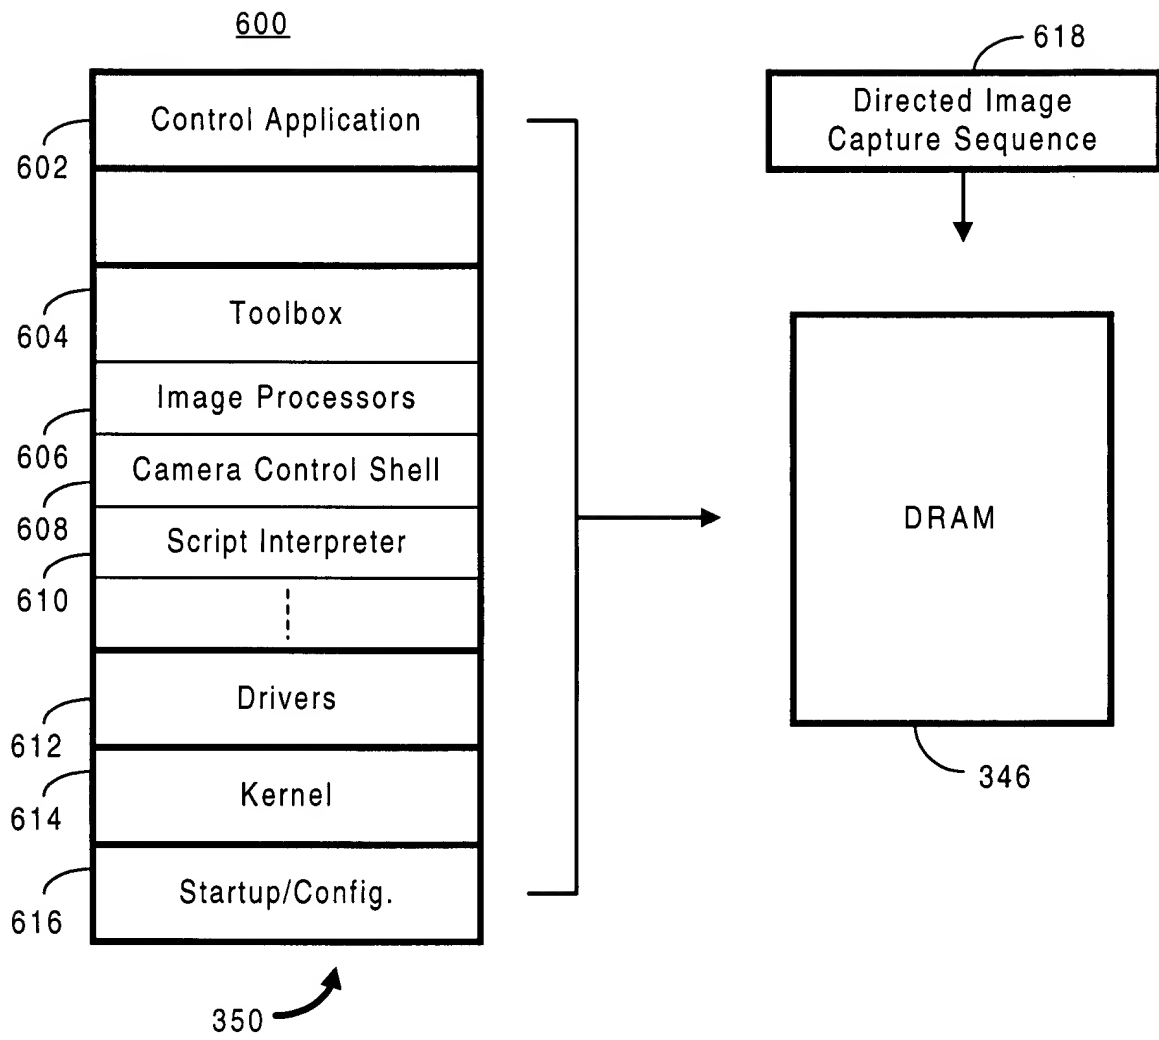 600
Control Application
602
Toolbox
604
Image Processors
606
Camera Control Shell
608
Script Interpreter
610
Drivers
612
Kernel
614
Startup/Config.
616
350
618
Directed Image
Capture Sequence
DRAM
346